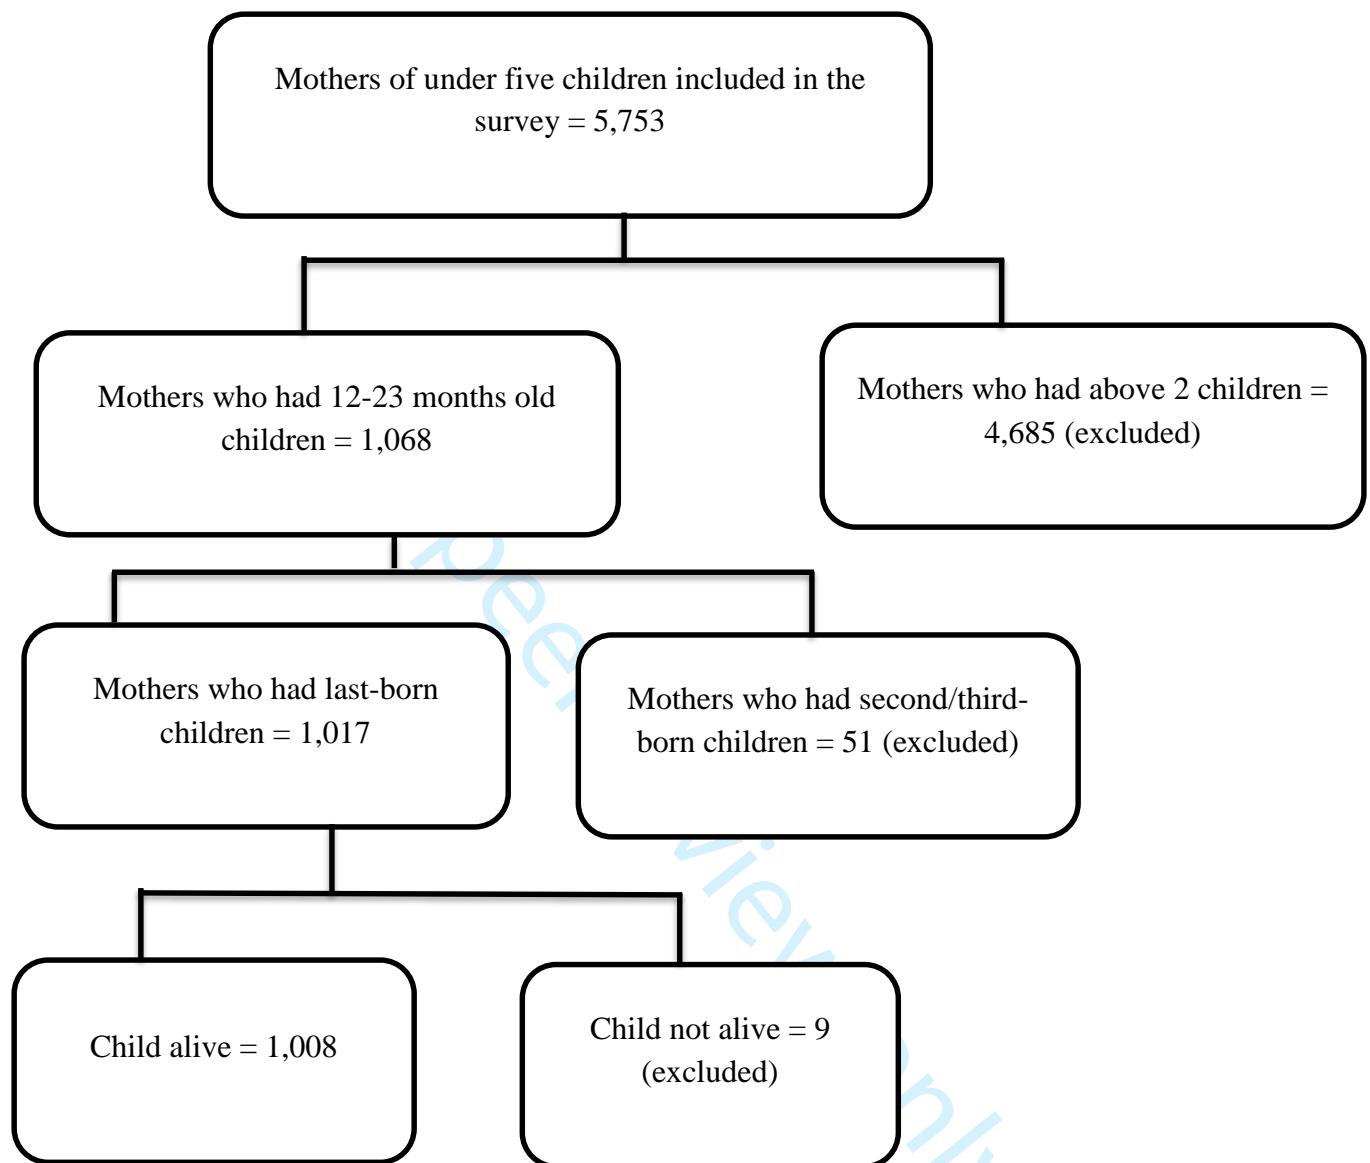 Mothers of under five children included in the
survey = 5,753
Mothers who had 12-23 months old
children = 1,068
Mothers who had above 2 children =
4,685 (excluded)
Mothers who had last-born
children = 1,017
Mothers who had second/third-
born children = 51 (excluded)
Child alive = 1,008
Child not alive = 9
(excluded)